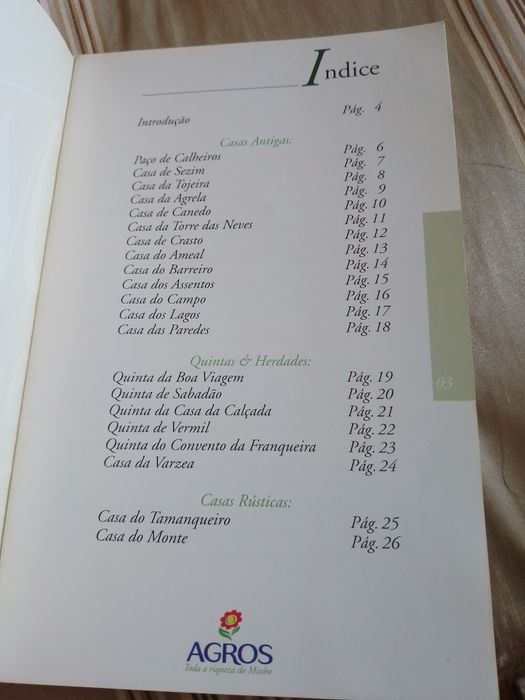 Indice
Introdução Pág. 4
Casas Antigas:
Paço de Calheiros Pág. 6
Casa de Sezim Pág. 7
Casa da Tojeira Pág. 8
Casa da Agrela Pág. 9
Casa de Canedo Pág. 10
Casa da Torre das Neves Pág. 11
Casa de Crasto Pág. 12
Casa do Ameal Pág. 13
Casa do Barreiro Pág. 14
Casa dos Assentos Pág. 15
Casa do Campo Pág. 16
Casa dos Lagos Pág. 17
Casa das Paredes Pág. 18
Quintas & Herdades:
Quinta da Boa Viagem Pág. 19
Quinta de Sabadão Pág. 20
Quinta da Casa da Calçada Pág. 21
Quinta de Vermil Pág. 22
Quinta do Convento da Franqueira Pág. 23
Casa da Varzea Pág. 24
Casas Rústicas:
Casa do Tamanqueiro Pág. 25
Casa do Monte Pág. 26
03
AGROS
Toda a riqueza do Minho